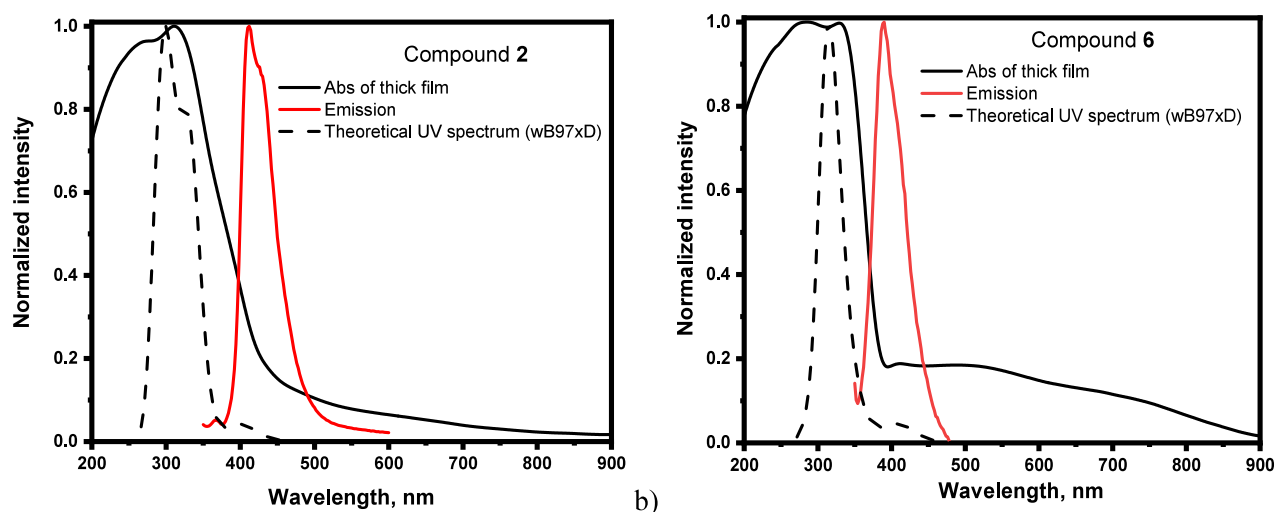 Compound 2
Abs of thick film
Emission
Theoretical UV spectrum (wB97xD)
Normalized intensity
1.0
0.8
0.6
0.4
0.2
0.0
200 300 400 500 600 700 800 900
Wavelength, nm
b)
Compound 6
Abs of thick film
Emission
Theoretical UV spectrum (wB97xD)
Normalized intensity
1.0
0.8
0.6
0.4
0.2
0.0
200 300 400 500 600 700 800 900
Wavelength, nm